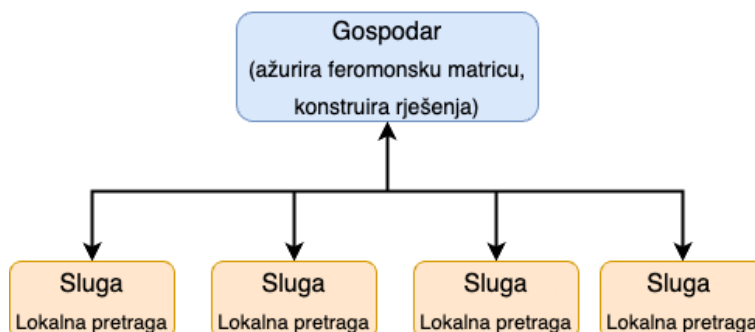 Gospodar
(ažurira feromonsku matricu,
konstruira rješenja)
Sluga
Lokalna pretraga
Sluga
Lokalna pretraga
Sluga
Lokalna pretraga
Sluga
Lokalna pretraga